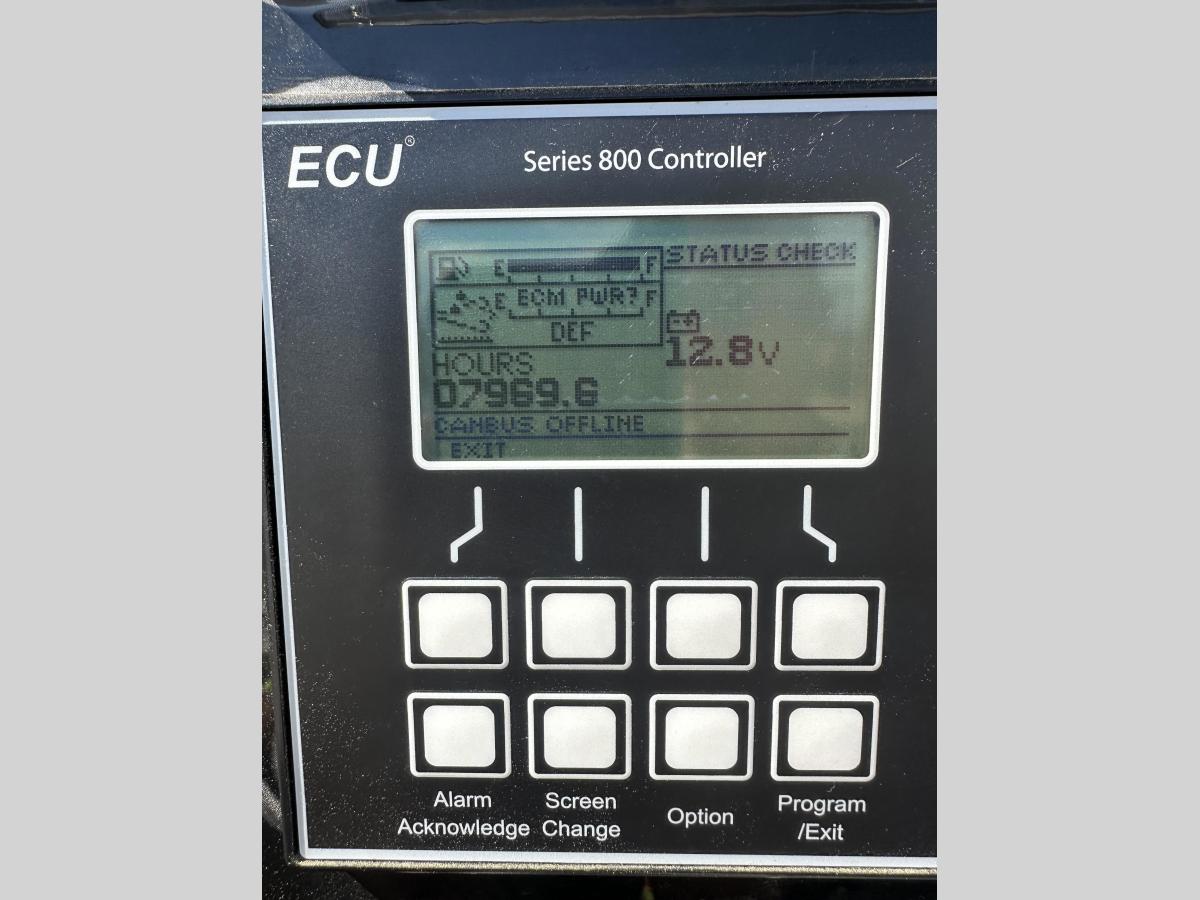 ECU®
Series 800 Controller
STATUS CHECK
E F
E ECM PWR? F
DEF
12.8V
HOURS
07969.6
CANBUS OFFLINE
EXIT
Alarm
Acknowledge
Screen
Change
Option
Program
/Exit